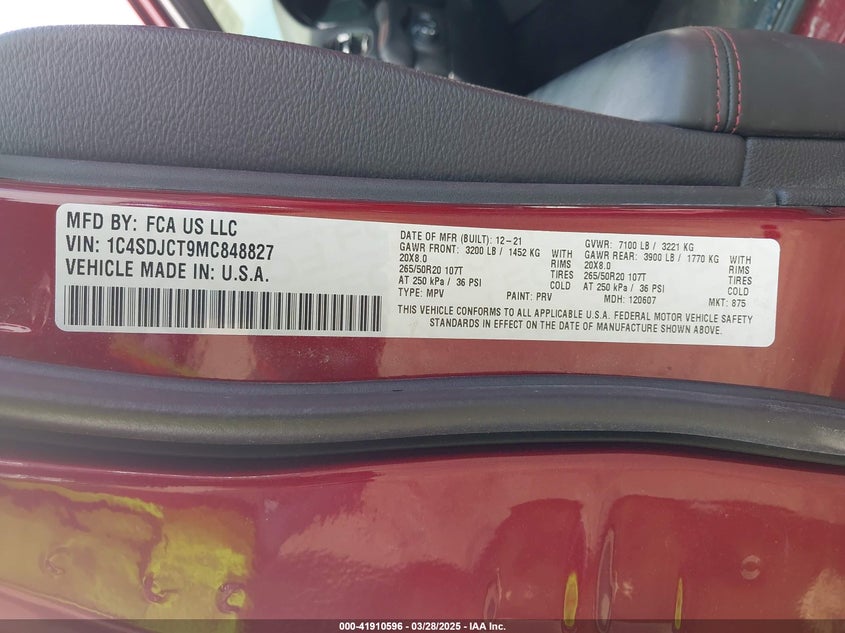 MFD BY: FCA US LLC
VIN: 1C4SDJCT9MC848827
VEHICLE MADE IN: U.S.A.
DATE OF MFR (BUILT): 12-21
GAWR FRONT: 3200 LB / 1452 KG WITH
20X8.0 RIMS
265/50R20 107T TIRES
AT 250 kPa / 36 PSI COLD
TYPE: MPV PAINT: PRV
GVWR: 7100 LB / 3221 KG
GAWR REAR: 3900 LB / 1770 KG WITH
20X8.0 RIMS
265/50R20 107T TIRES
AT 250 kPa / 36 PSI COLD
MDH: 120607 MKT: 875
THIS VEHICLE CONFORMS TO ALL APPLICABLE U.S.A. FEDERAL MOTOR VEHICLE SAFETY
STANDARDS IN EFFECT ON THE DATE OF MANUFACTURE SHOWN ABOVE.
000-41910596 - 03/28/2025 - IAA Inc.